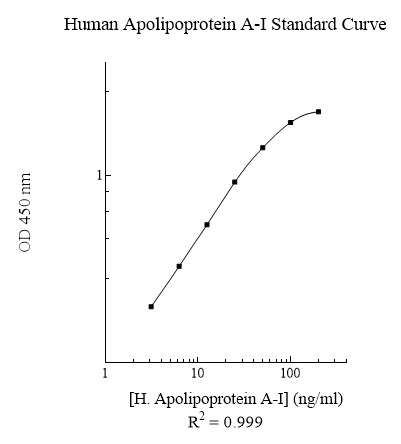 Human Apolipoprotein A-I Standard Curve
OD 450 nm
1
1 10 100
[H. Apolipoprotein A-I] (ng/ml)
R² = 0.999